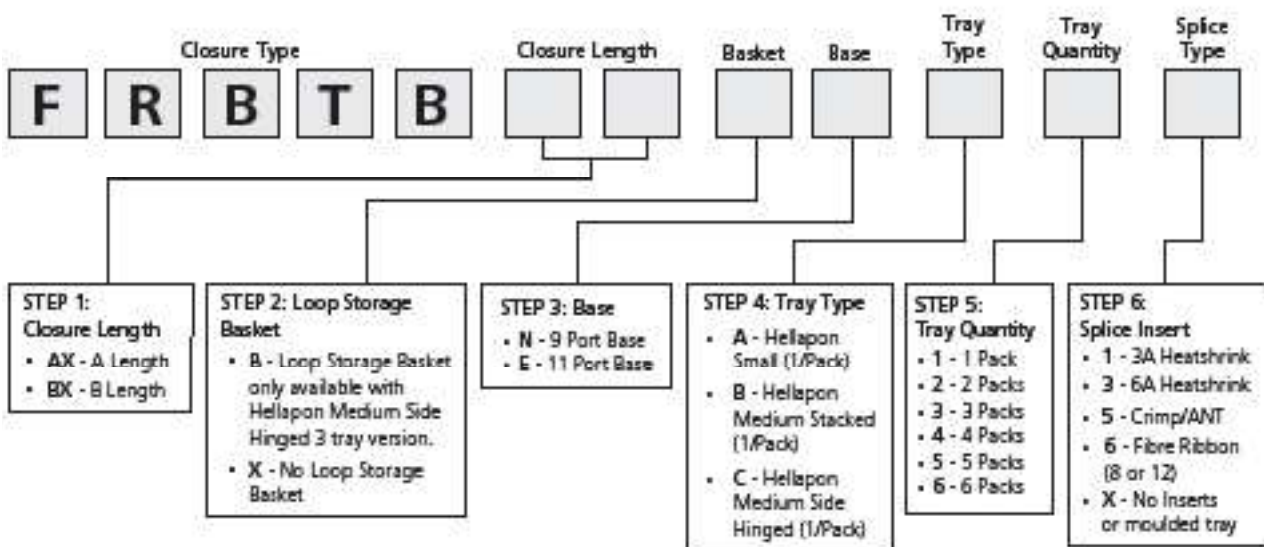 Closure Type
Closure Length
Basket
Base
Tray
Type
Tray
Quantity
Splice
Type
F R B T B
STEP 1:
Closure Length
• AX - A Length
• BX - B Length
STEP 2: Loop Storage
Basket
• B - Loop Storage Basket
only available with
Hellapon Medium Side
Hinged 3 tray version.
• X - No Loop Storage
Basket
STEP 3: Base
• N - 9 Port Base
• E - 11 Port Base
STEP 4: Tray Type
• A - Hellapon
Small (1/Pack)
• B - Hellapon
Medium Stacked
(1/Pack)
• C - Hellapon
Medium Side
Hinged (1/Pack)
STEP 5:
Tray Quantity
• 1 - 1 Pack
• 2 - 2 Packs
• 3 - 3 Packs
• 4 - 4 Packs
• 5 - 5 Packs
• 6 - 6 Packs
STEP 6:
Splice Insert
• 1 - 3A Heatshrink
• 3 - 6A Heatshrink
• 5 - Crimp/ANT
• 6 - Fibre Ribbon
(8 or 12)
• X - No Inserts
or moulded tray